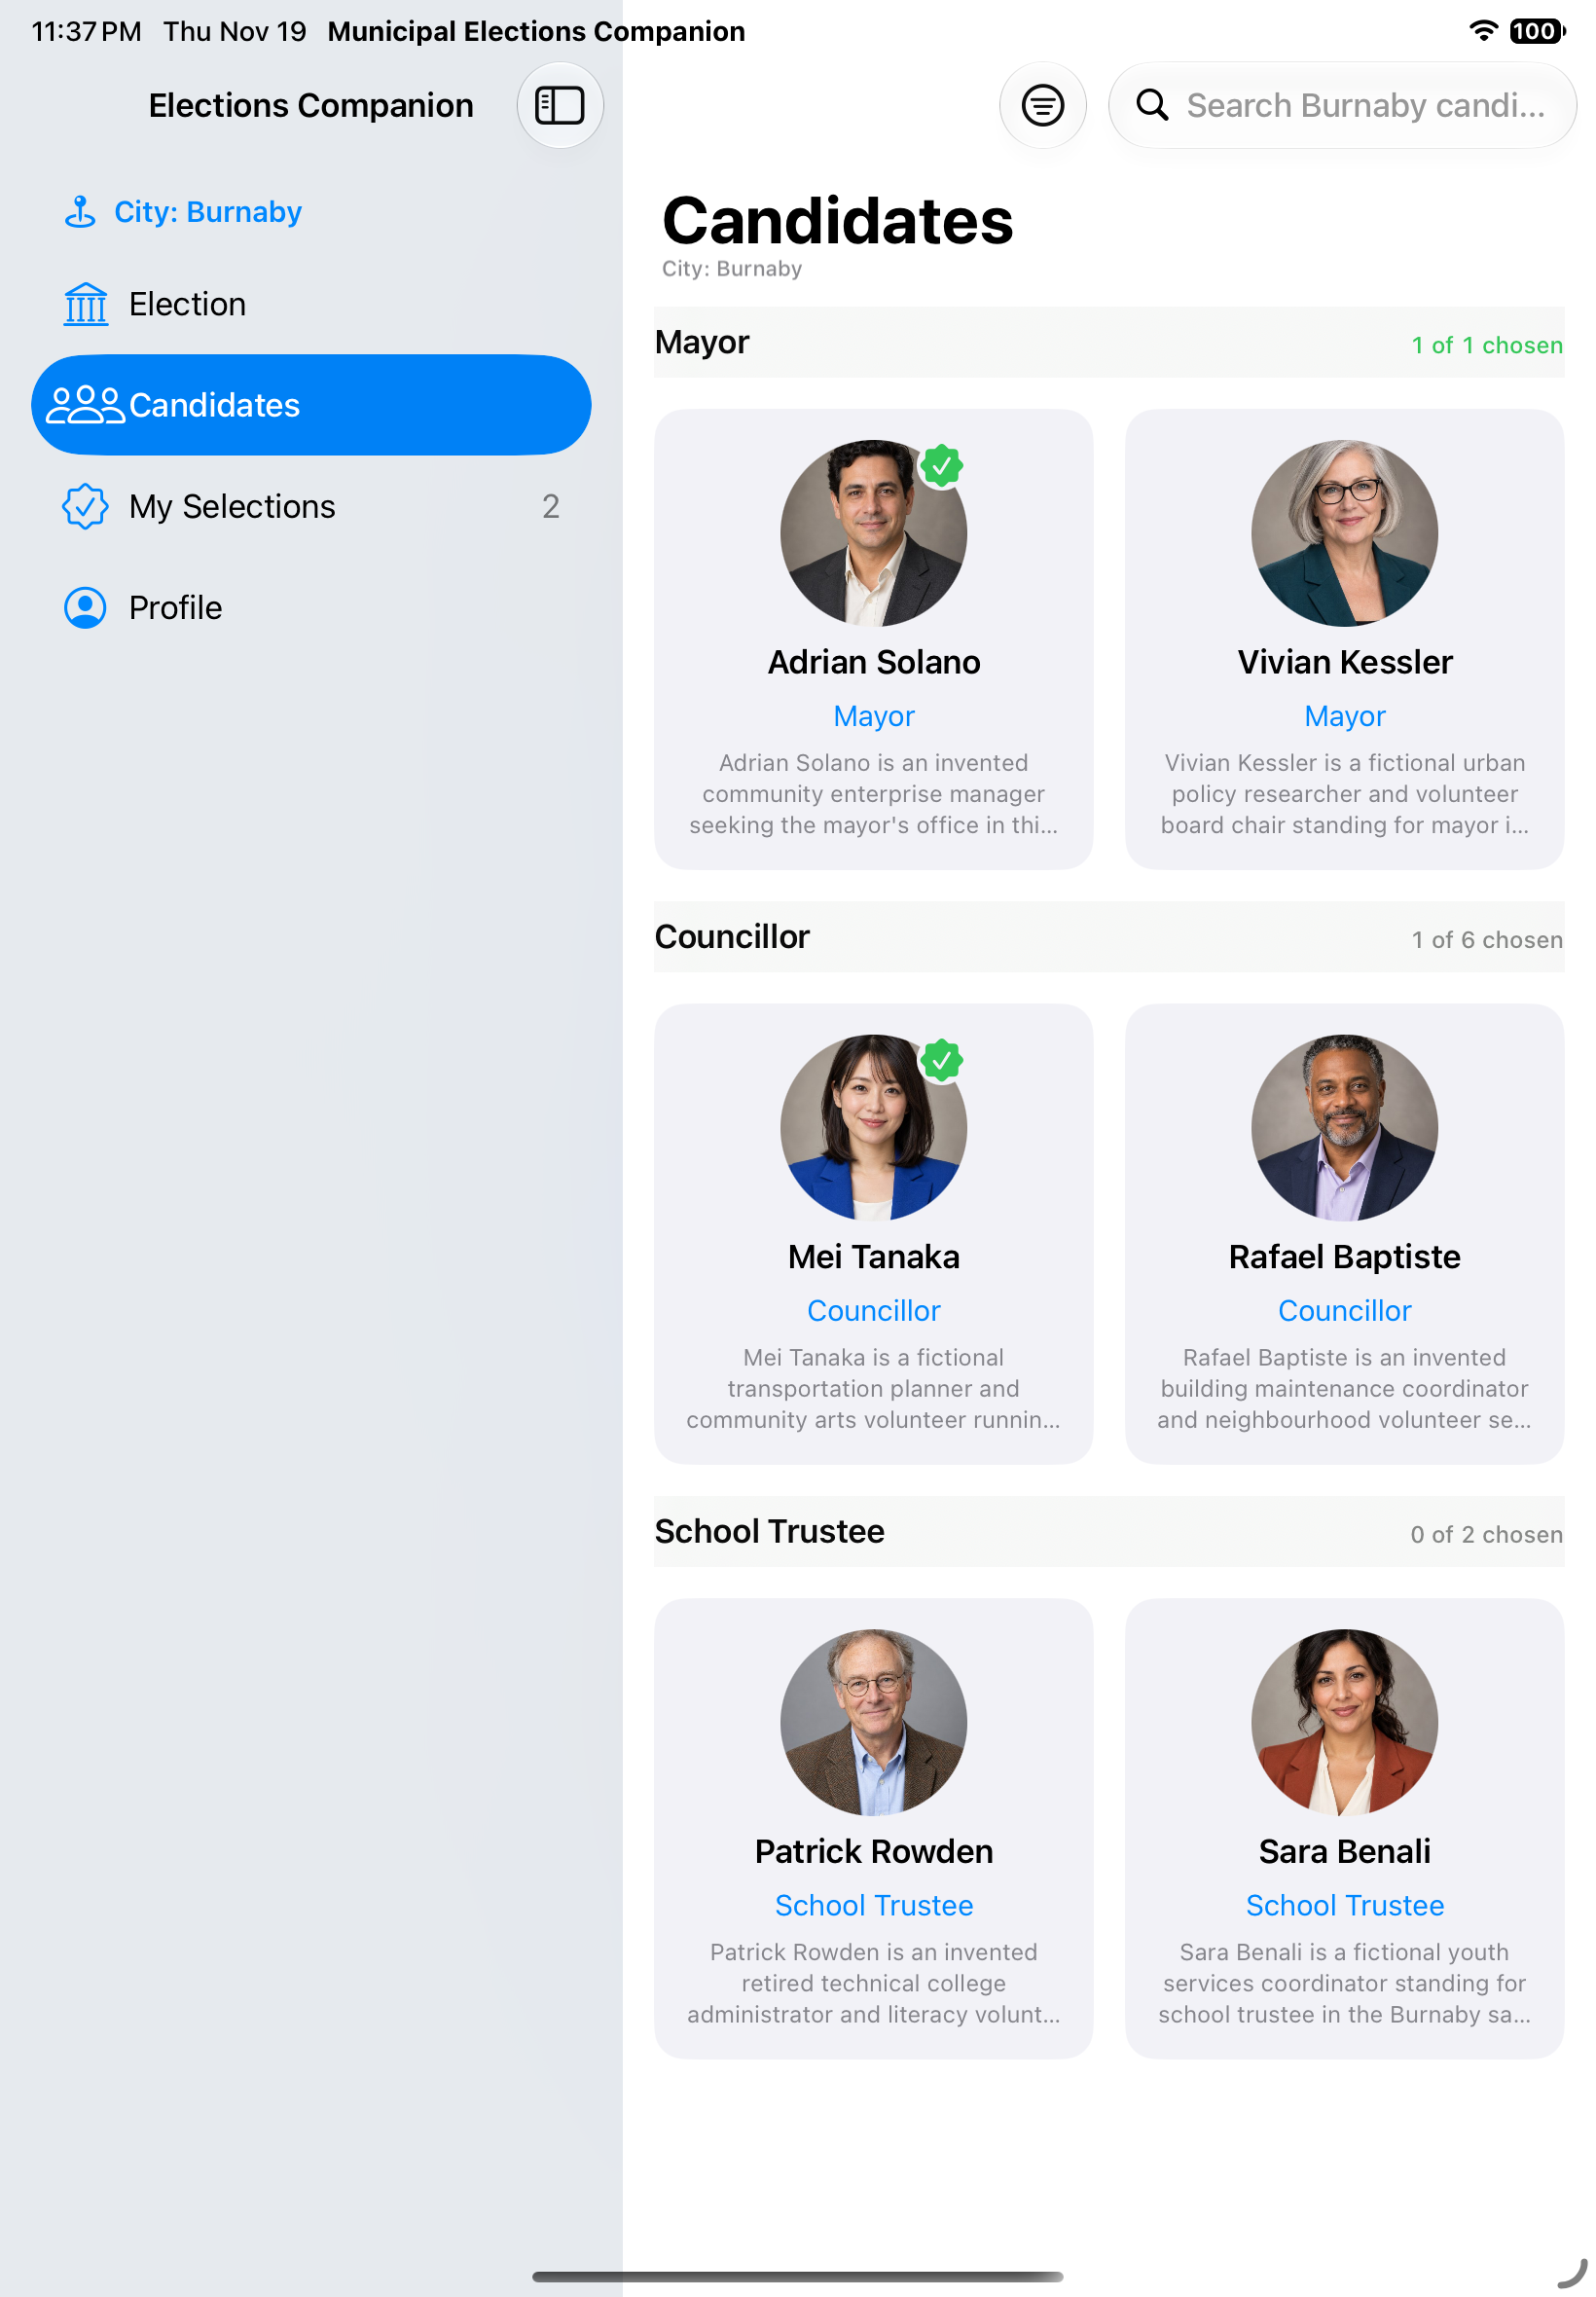 11:37 PM Thu Nov 19 Municipal Elections Companion
100
Elections Companion
Search Burnaby candi...
City: Burnaby
Election
Candidates
My Selections 2
Profile
Candidates
City: Burnaby
Mayor 1 of 1 chosen
Adrian Solano
Mayor
Adrian Solano is an invented
community enterprise manager
seeking the mayor's office in thi...
Vivian Kessler
Mayor
Vivian Kessler is a fictional urban
policy researcher and volunteer
board chair standing for mayor i...
Councillor 1 of 6 chosen
Mei Tanaka
Councillor
Mei Tanaka is a fictional
transportation planner and
community arts volunteer runnin...
Rafael Baptiste
Councillor
Rafael Baptiste is an invented
building maintenance coordinator
and neighbourhood volunteer se...
School Trustee 0 of 2 chosen
Patrick Rowden
School Trustee
Patrick Rowden is an invented
retired technical college
administrator and literacy volunt...
Sara Benali
School Trustee
Sara Benali is a fictional youth
services coordinator standing for
school trustee in the Burnaby sa...